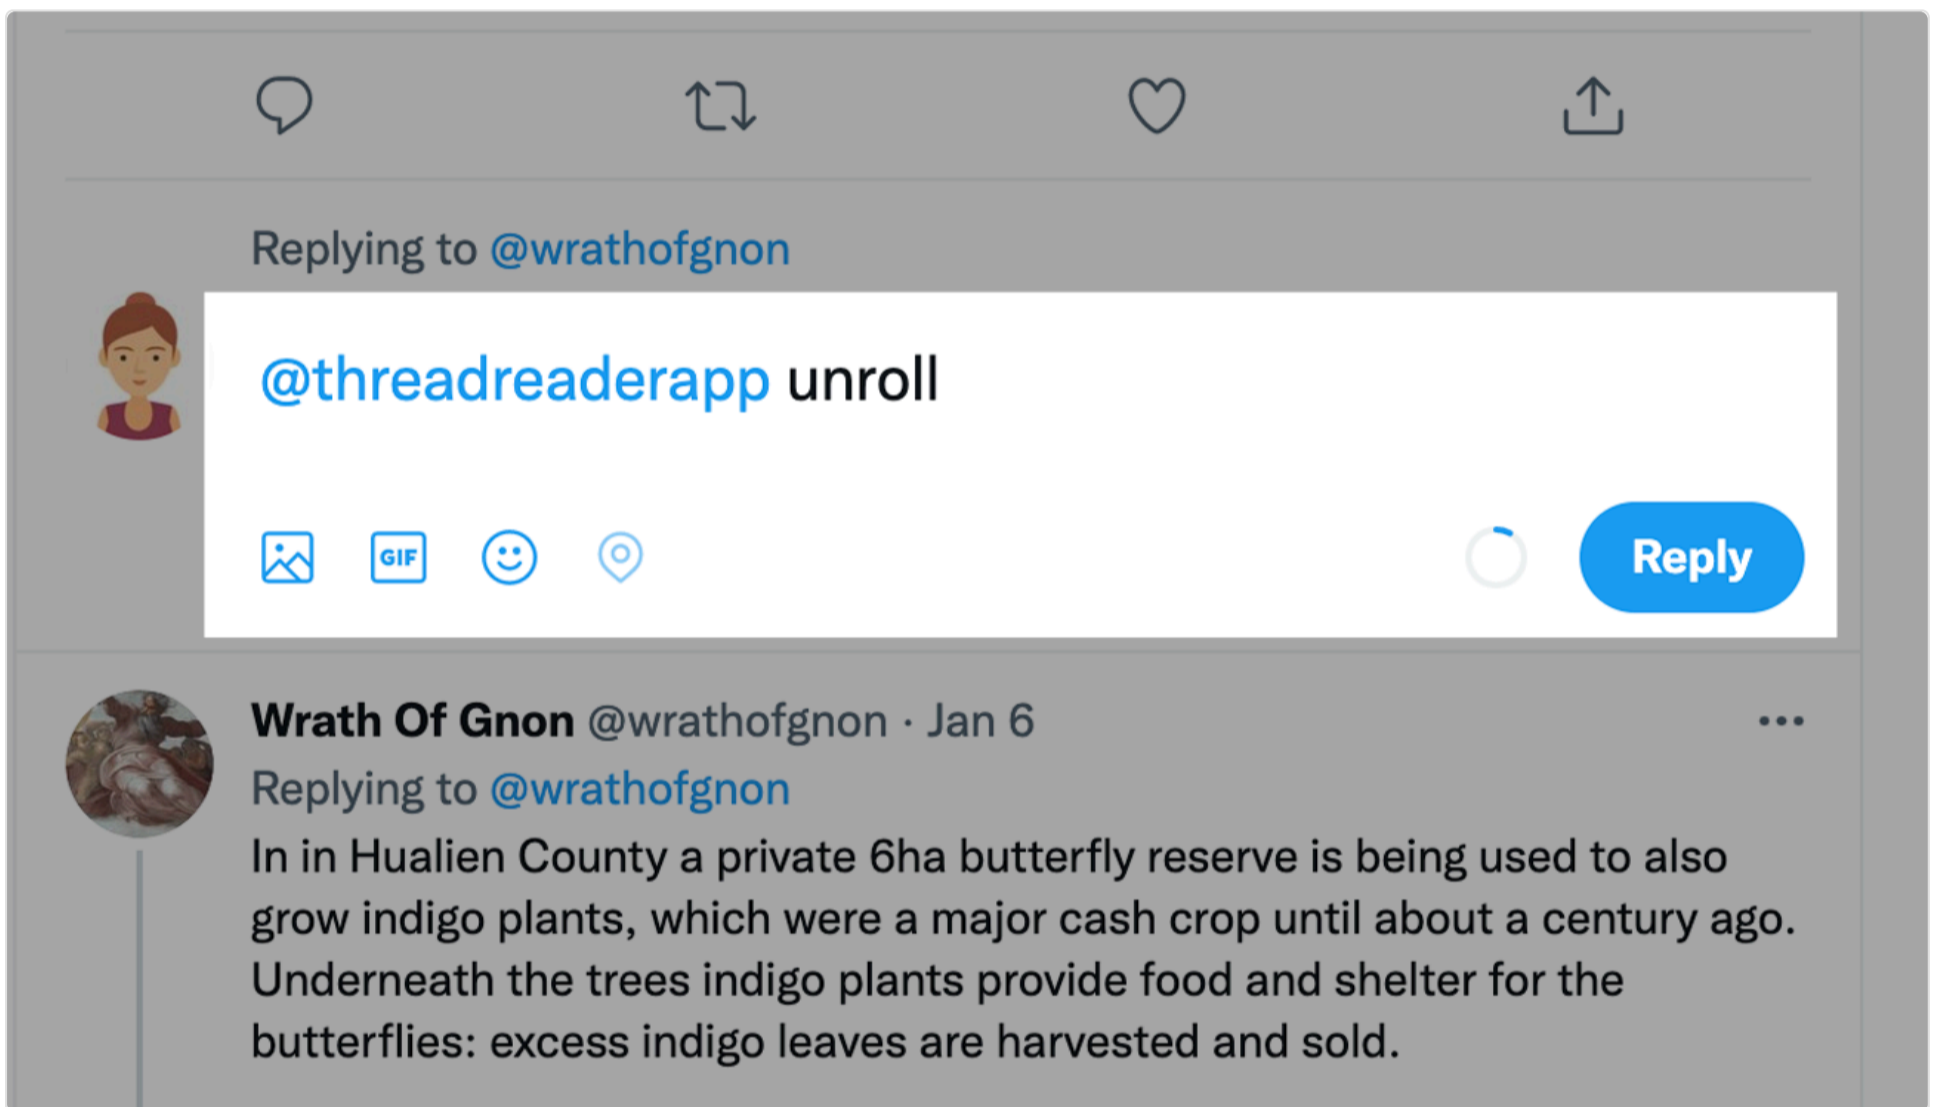 Replying to @wrathofgnon
@threadreaderapp unroll
GIF
Reply
Wrath Of Gnon @wrathofgnon · Jan 6
Replying to @wrathofgnon
In in Hualien County a private 6ha butterfly reserve is being used to also
grow indigo plants, which were a major cash crop until about a century ago.
Underneath the trees indigo plants provide food and shelter for the
butterflies: excess indigo leaves are harvested and sold.